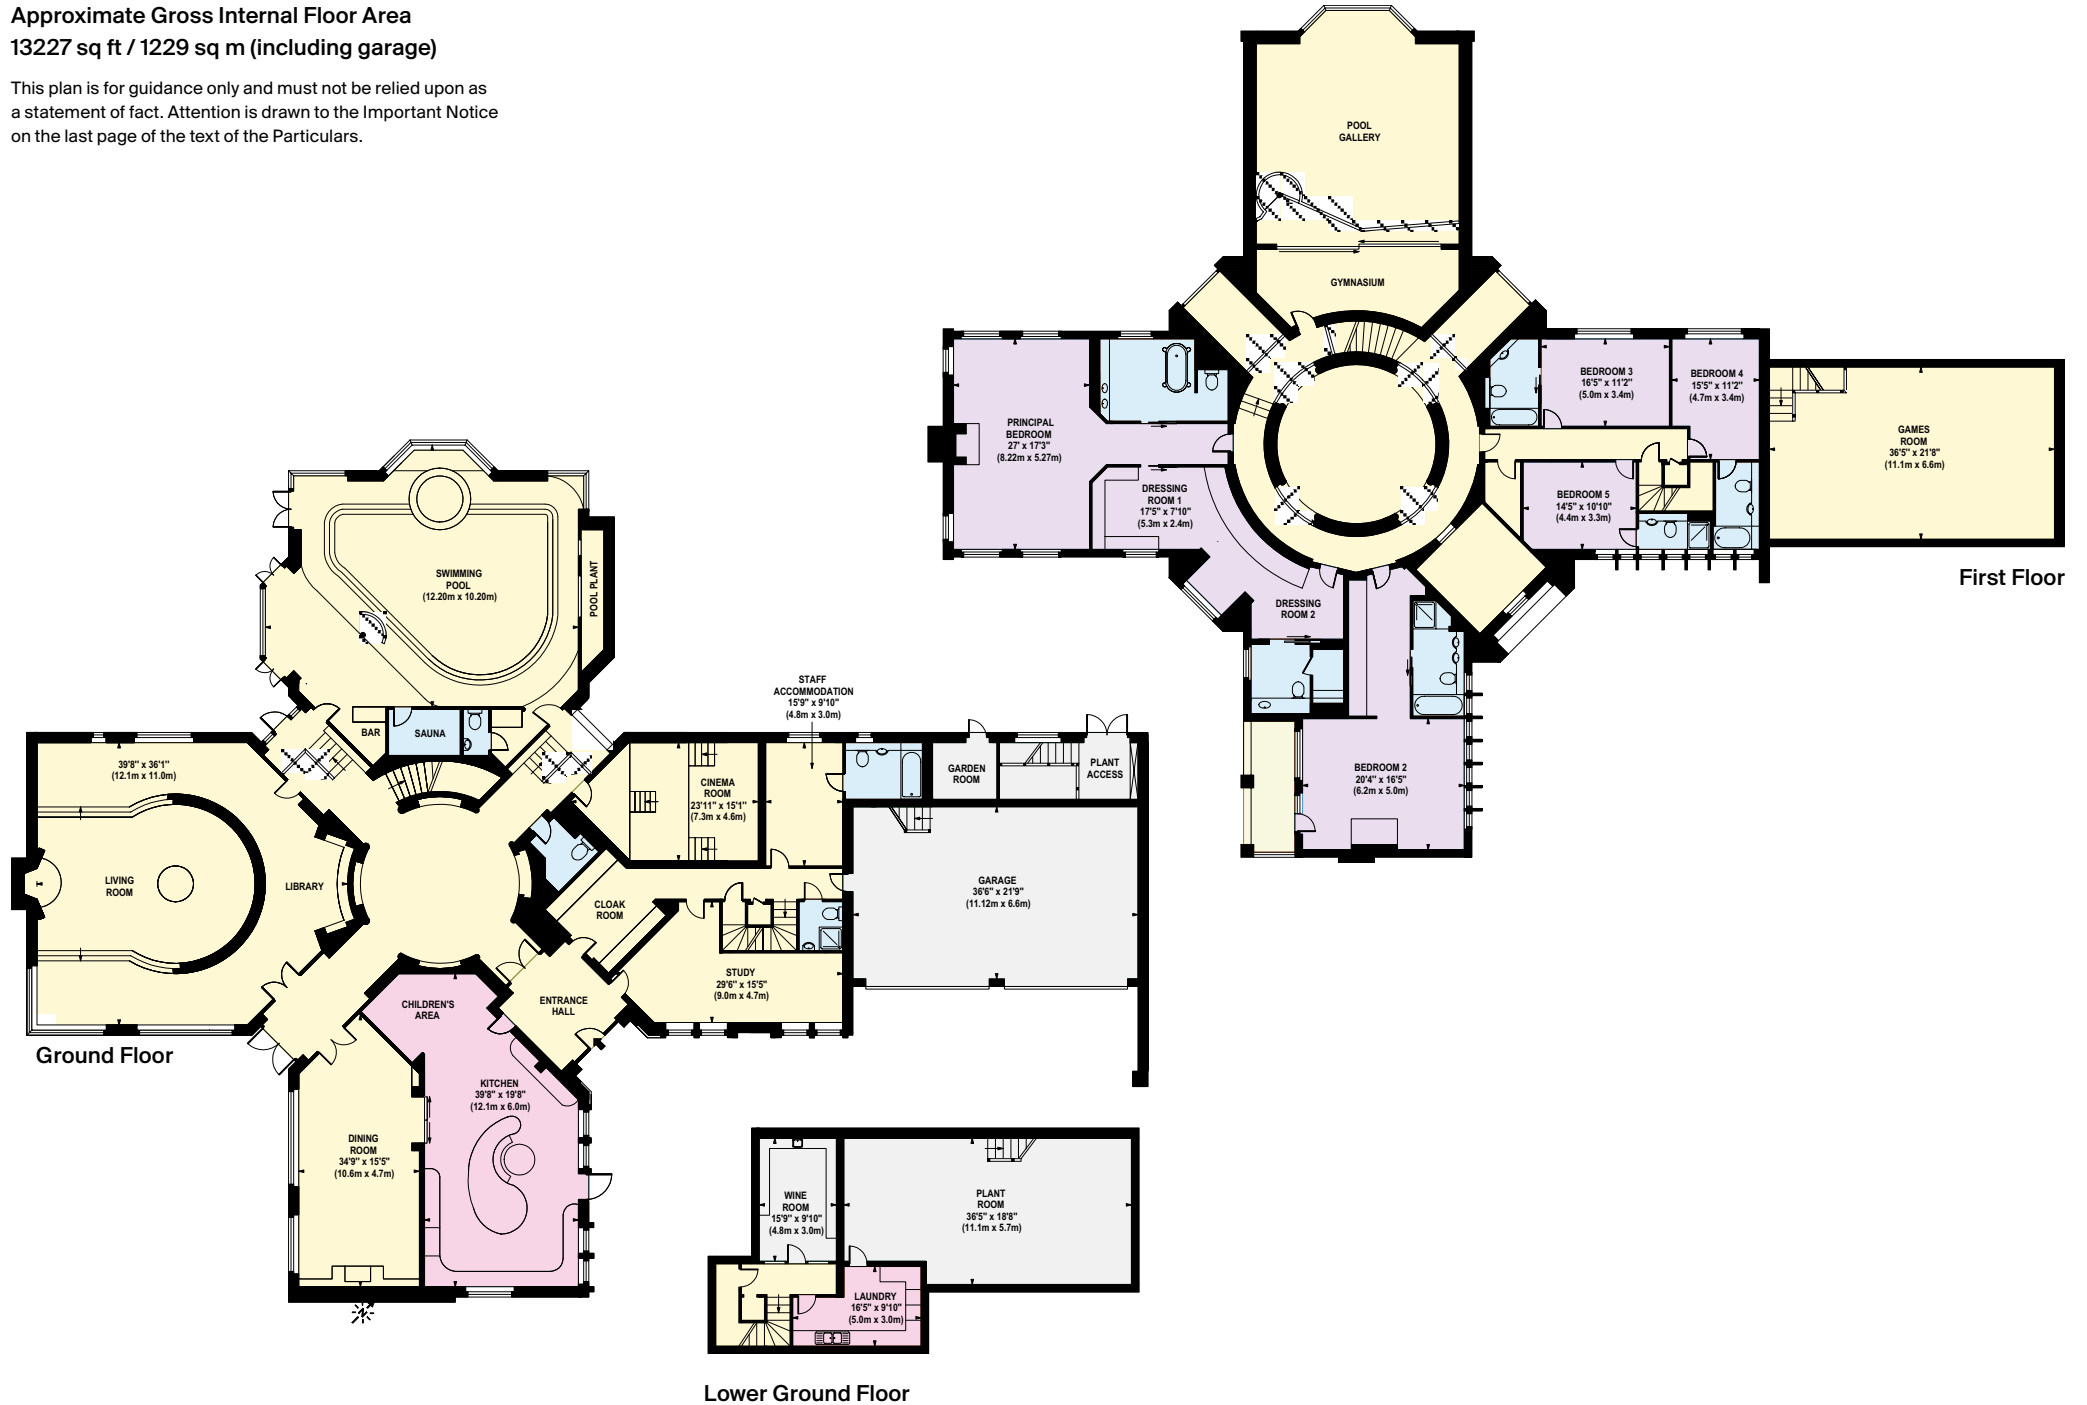 Approximate Gross Internal Floor Area
13227 sq ft / 1229 sq m (including garage)
This plan is for guidance only and must not be relied upon as
a statement of fact. Attention is drawn to the Important Notice
on the last page of the text of the Particulars.
POOL
GALLERY
GYMNASIUM
PRINCIPAL
BEDROOM
27' x 17'3"
(8.22m x 5.27m)
DRESSING
ROOM 1
17'5" x 7'10"
(5.3m x 2.4m)
DRESSING
ROOM 2
BEDROOM 3
16'5" x 11'2"
(5.0m x 3.4m)
BEDROOM 4
15'5" x 11'2"
(4.7m x 3.4m)
BEDROOM 5
14'5" x 10'10"
(4.4m x 3.3m)
GAMES
ROOM
36'5" x 21'8"
(11.1m x 6.6m)
BEDROOM 2
20'4" x 16'5"
(6.2m x 5.0m)
First Floor
SWIMMING
POOL
(12.20m x 10.20m)
POOL PLANT
BAR
SAUNA
STAFF
ACCOMMODATION
15'9" x 9'10"
(4.8m x 3.0m)
39'8" x 36'1"
(12.1m x 11.0m)
LIVING
ROOM
LIBRARY
CINEMA
ROOM
23'11" x 15'1"
(7.3m x 4.6m)
GARDEN
ROOM
PLANT
ACCESS
GARAGE
36'6" x 21'9"
(11.12m x 6.6m)
CLOAK
ROOM
STUDY
29'6" x 15'5"
(9.0m x 4.7m)
ENTRANCE
HALL
CHILDREN'S
AREA
KITCHEN
39'8" x 19'8"
(12.1m x 6.0m)
DINING
ROOM
34'9" x 15'5"
(10.6m x 4.7m)
Ground Floor
WINE
ROOM
15'9" x 9'10"
(4.8m x 3.0m)
PLANT
ROOM
36'5" x 18'8"
(11.1m x 5.7m)
LAUNDRY
16'5" x 9'10"
(5.0m x 3.0m)
Lower Ground Floor